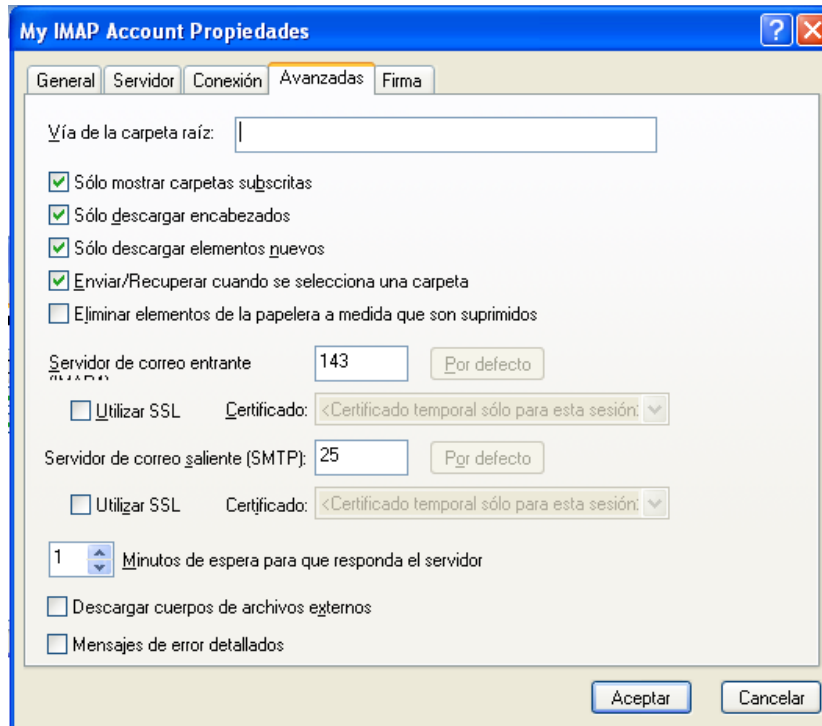 My IMAP Account Propiedades
General Servidor Conexión Avanzadas Firma
Vía de la carpeta raíz:
Sólo mostrar carpetas subscritas
Sólo descargar encabezados
Sólo descargar elementos nuevos
Enviar/Recuperar cuando se selecciona una carpeta
Eliminar elementos de la papelera a medida que son suprimidos
Servidor de correo entrante 143 Por defecto
Utilizar SSL Certificado: <Certificado temporal sólo para esta sesión:
Servidor de correo saliente (SMTP): 25 Por defecto
Utilizar SSL Certificado: <Certificado temporal sólo para esta sesión:
1 Minutos de espera para que responda el servidor
Descargar cuerpos de archivos externos
Mensajes de error detallados
Aceptar Cancelar